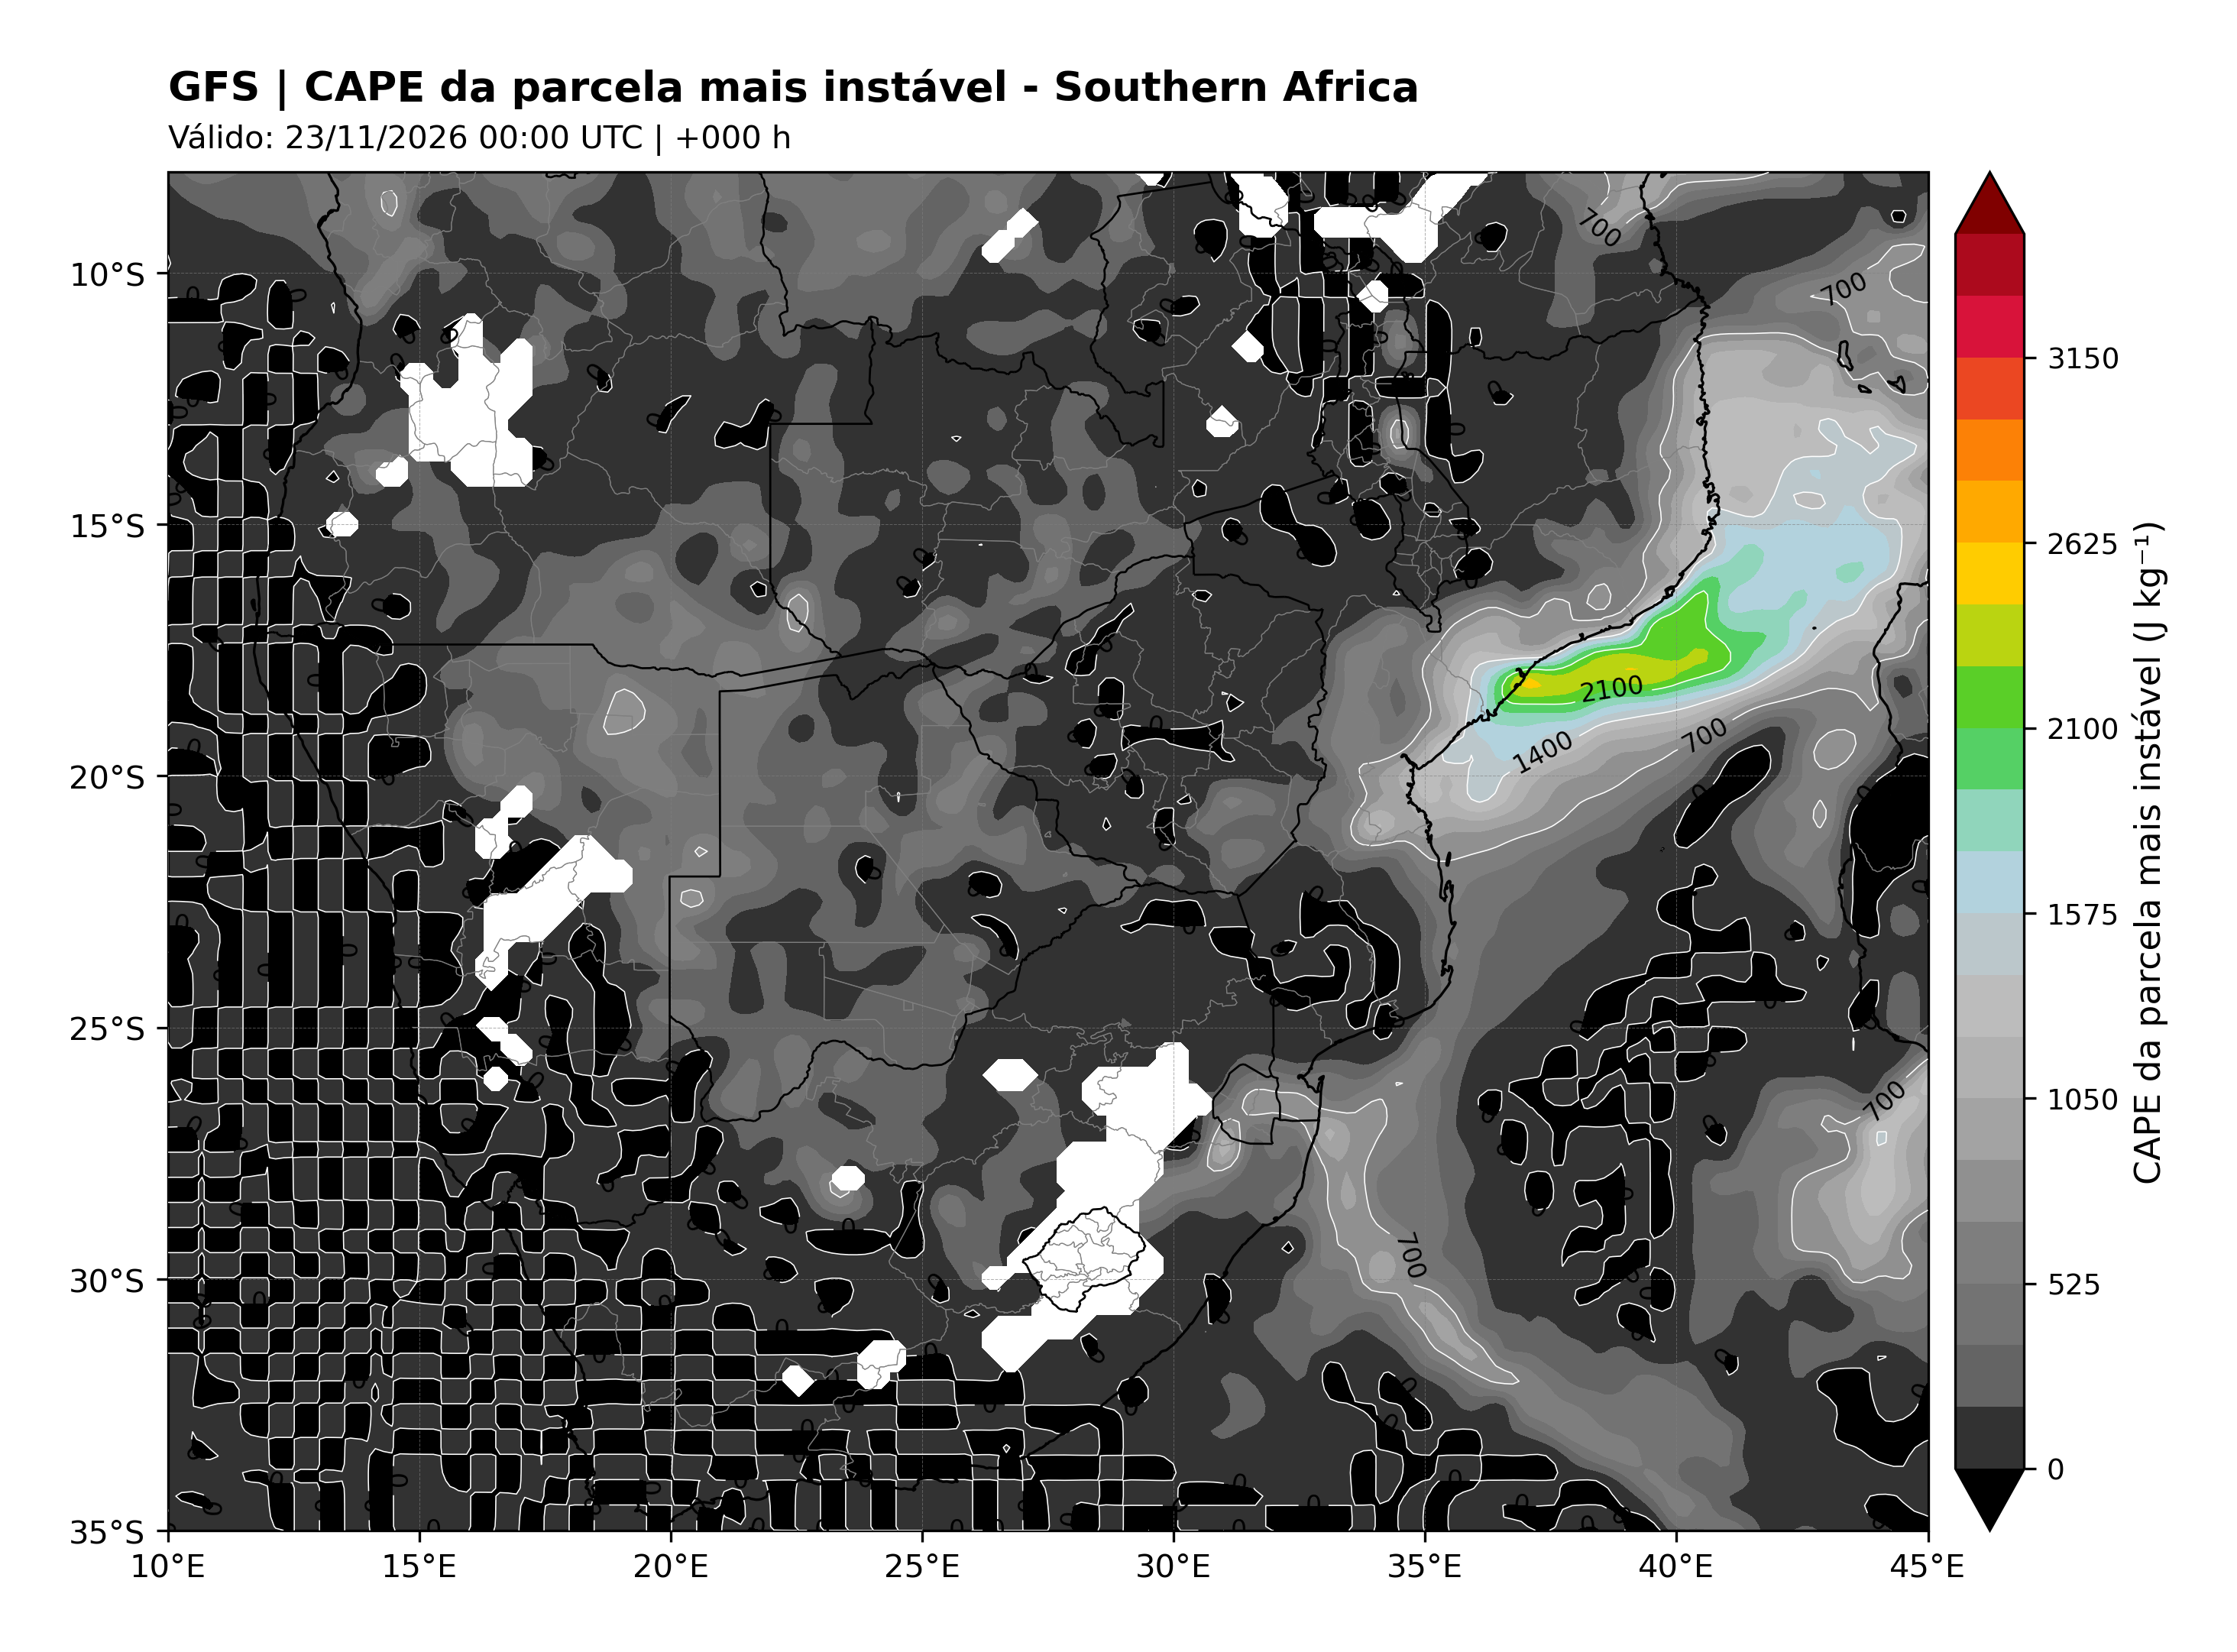 GFS | CAPE da parcela mais instável - Southern Africa
Válido: 23/11/2026 00:00 UTC | +000 h
10°S
15°S
20°S
25°S
30°S
35°S
10°E
15°E
20°E
25°E
30°E
35°E
40°E
45°E
700
700
2100
1400
700
700
700
3150
2625
2100
1575
1050
525
0
CAPE da parcela mais instável (J kg⁻¹)